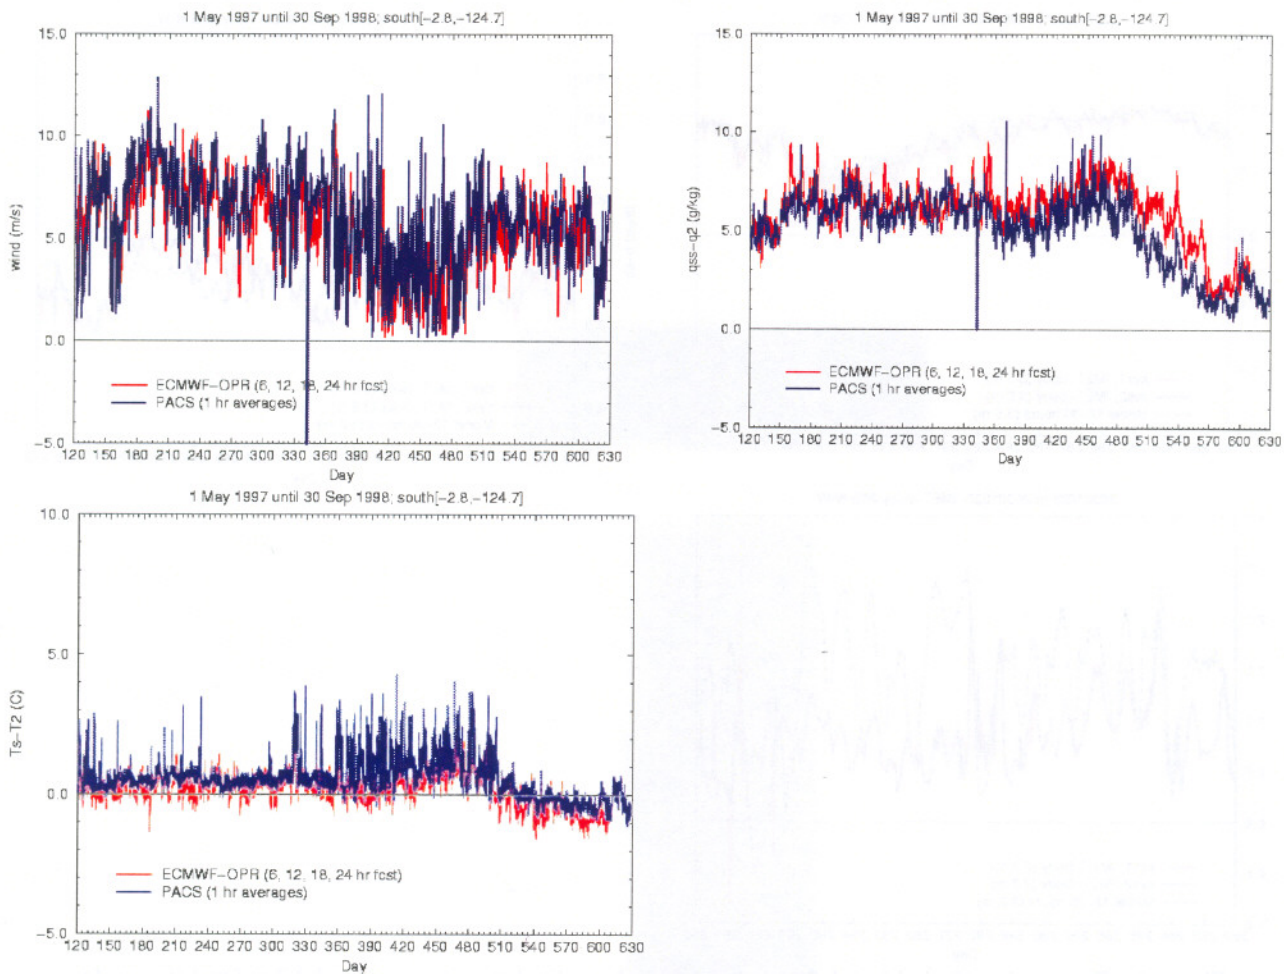 1 May 1997 until 30 Sep 1998; south[-2.8,-124.7]
15.0
10.0
5.0
0.0
-5.0
wind (m/s)
ECMWF-OPR (6, 12, 18, 24 hr fcst)
PACS (1 hr averages)
120 150 180 210 240 270 300 330 360 390 420 450 480 510 540 570 600 630
Day
1 May 1997 until 30 Sep 1998; south[-2.8,-124.7]
15.0
10.0
5.0
0.0
-5.0
qss-q2 (g/kg)
ECMWF-OPR (6, 12, 18, 24 hr fcst)
PACS (1 hr averages)
120 150 180 210 240 270 300 330 360 390 420 450 480 510 540 570 600 630
Day
1 May 1997 until 30 Sep 1998; south[-2.8,-124.7]
10.0
5.0
0.0
-5.0
Ts-T2 (C)
ECMWF-OPR (6, 12, 18, 24 hr fcst)
PACS (1 hr averages)
120 150 180 210 240 270 300 330 360 390 420 450 480 510 540 570 600 630
Day